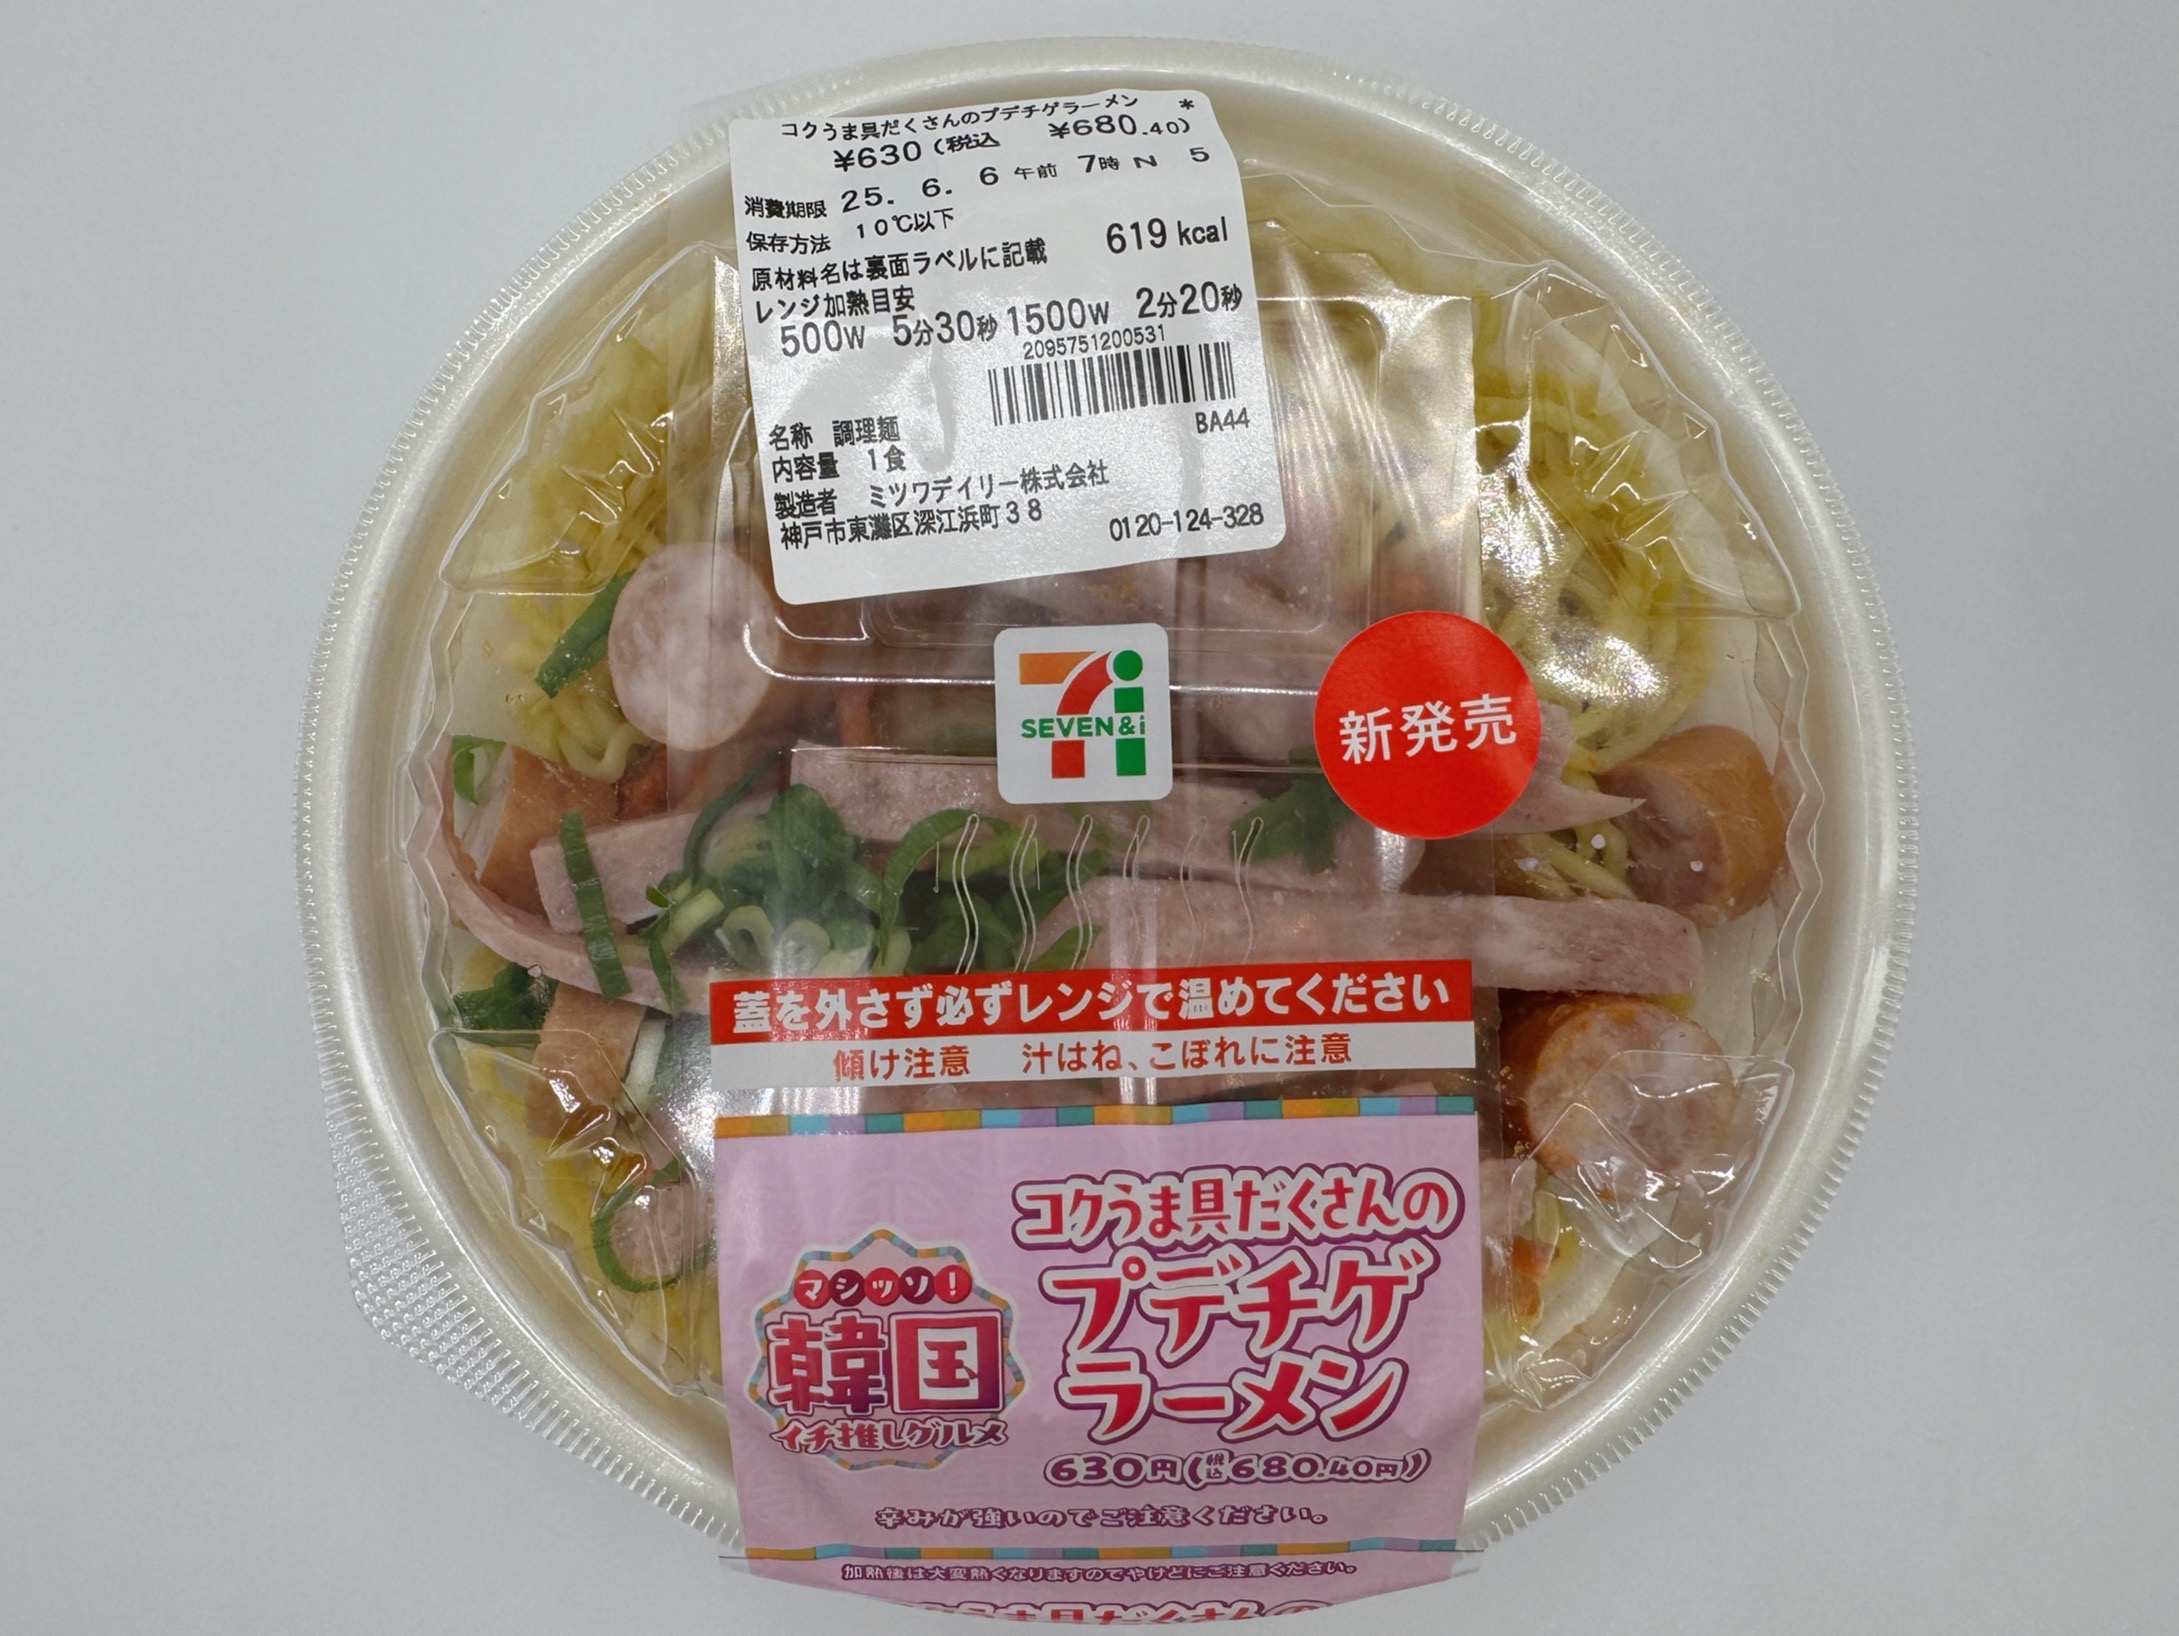 コクうま具だくさんのプデチゲラーメン *
¥630(税込 ¥680.40)
消費期限 25. 6. 6 午前 7時 N 5
保存方法 10℃以下
原材料名は裏面ラベルに記載 619 kcal
レンジ加熱目安
500W 5分30秒 1500W 2分20秒
2095751200531
BA44
名称 調理麺
内容量 1食
製造者 ミツワデイリー株式会社
神戸市東灘区深江浜町38 0120-124-328
SEVEN&i
新発売
蓋を外さず必ずレンジで温めてください
傾け注意 汁はね、こぼれに注意
マシッソ!
韓国
イチ推しグルメ
コクうま具だくさんの
プデチゲ
ラーメン
630円(税込680.40円)
辛みが強いのでご注意ください。
加熱後は大変熱くなりますのでやけどにご注意ください。
コクうま具だくさんの